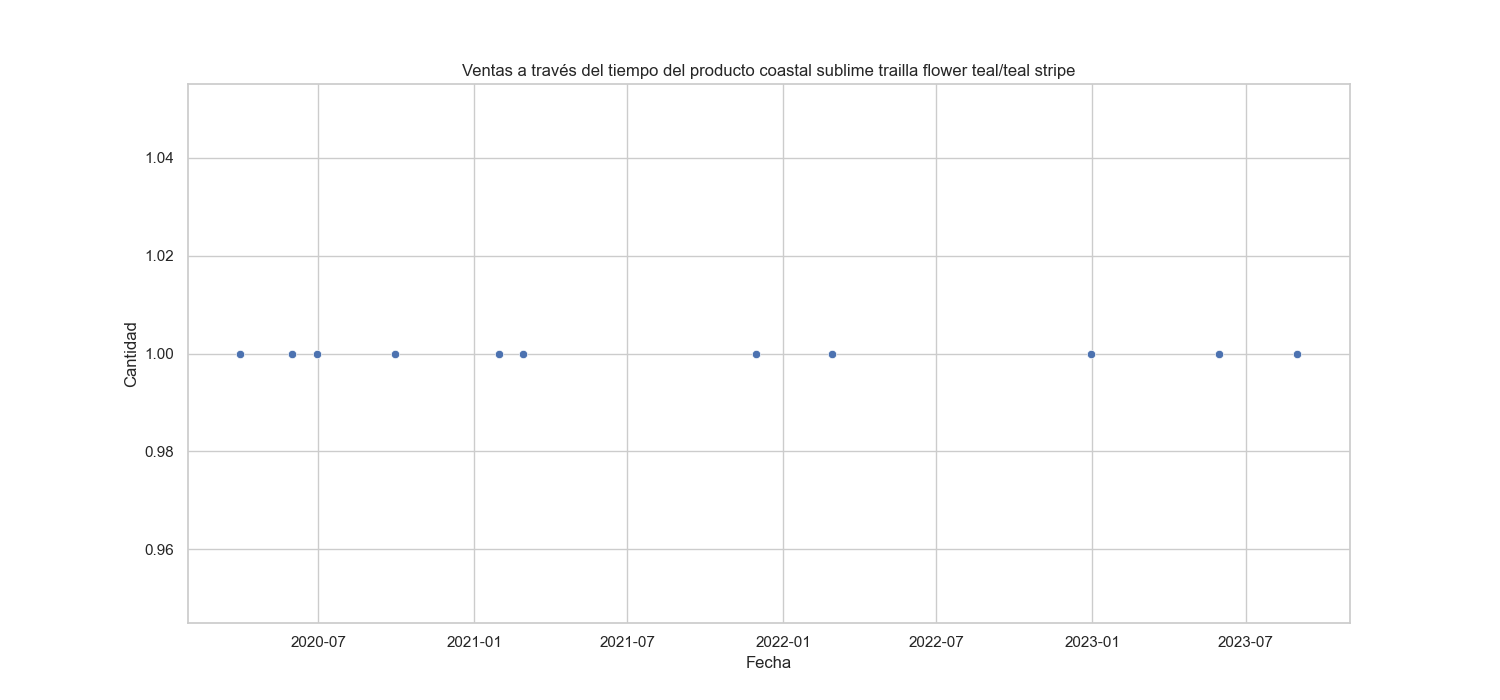 Ventas a través del tiempo del producto coastal sublime trailla flower teal/teal stripe
1.04
1.02
1.00
0.98
0.96
Cantidad
2020-07 2021-01 2021-07 2022-01 2022-07 2023-01 2023-07
Fecha